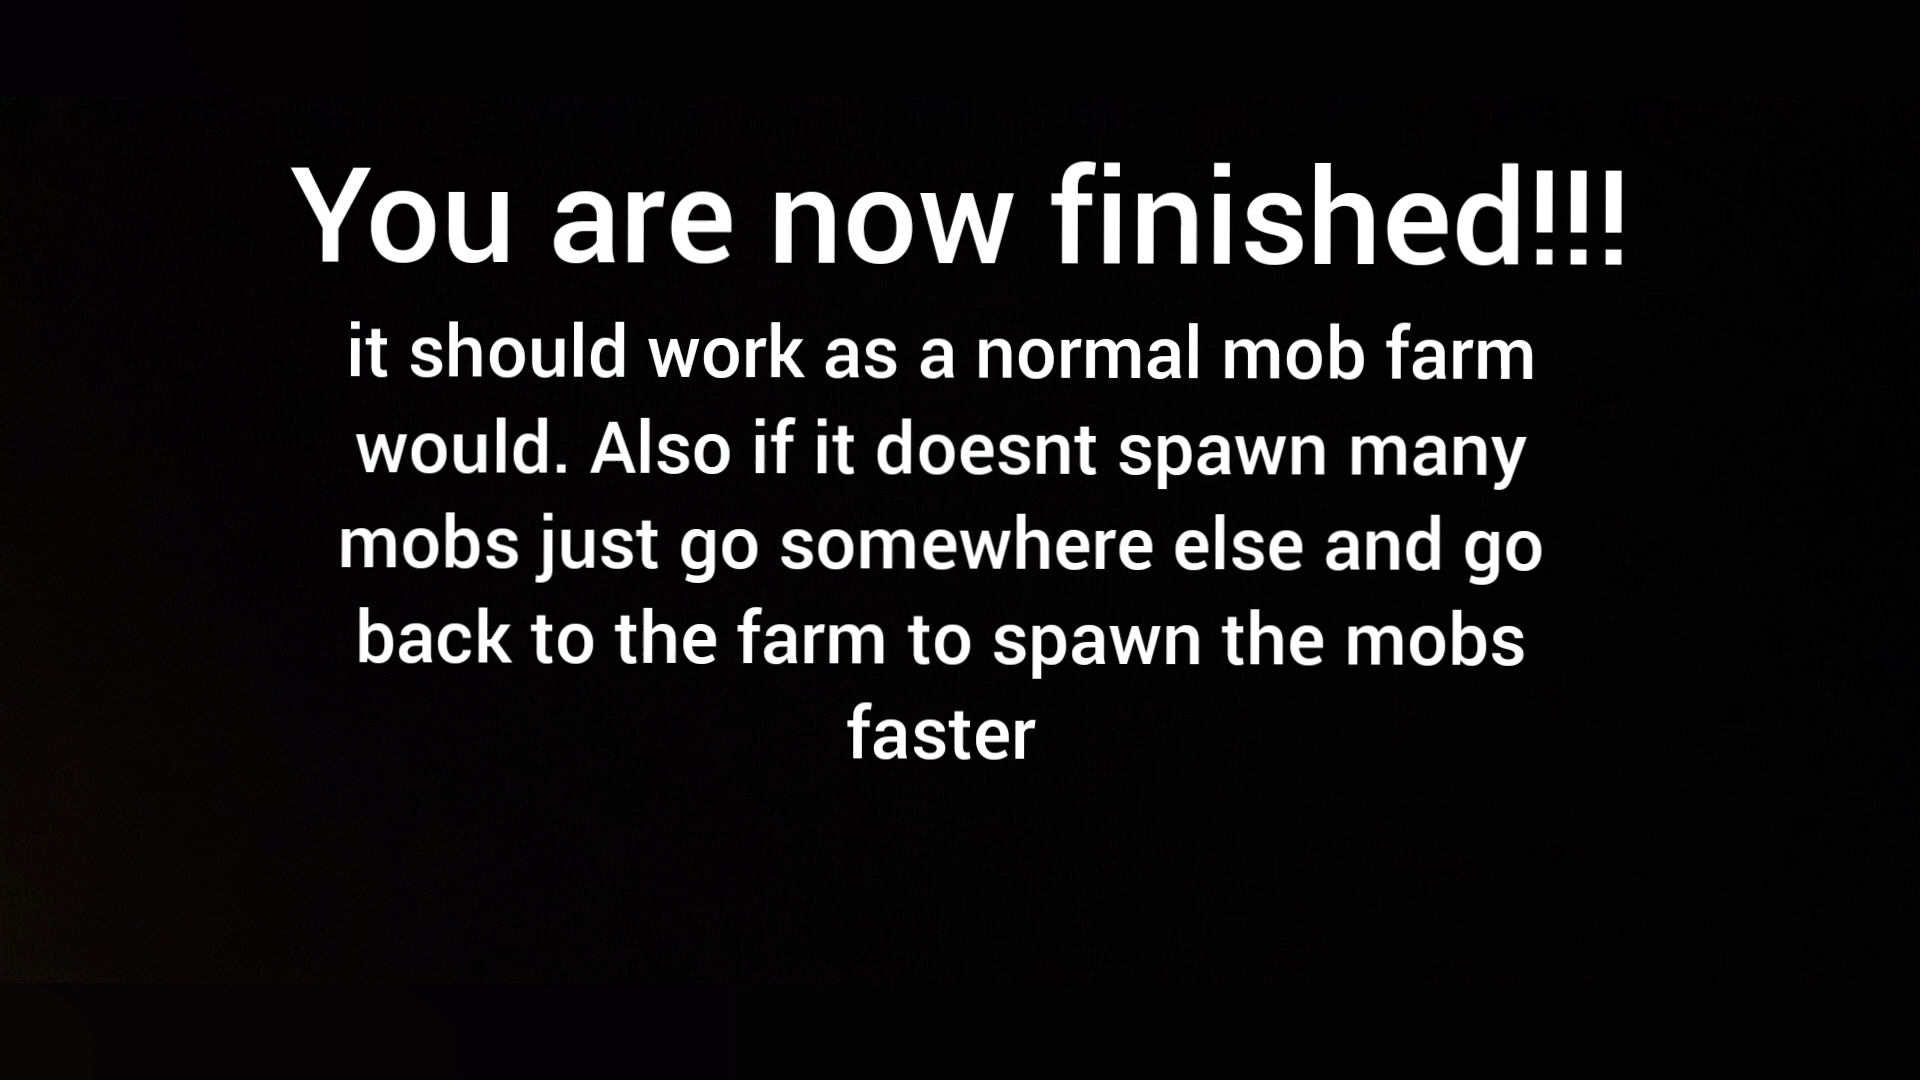 You are now finished!!!
it should work as a normal mob farm
would. Also if it doesnt spawn many
mobs just go somewhere else and go
back to the farm to spawn the mobs
faster